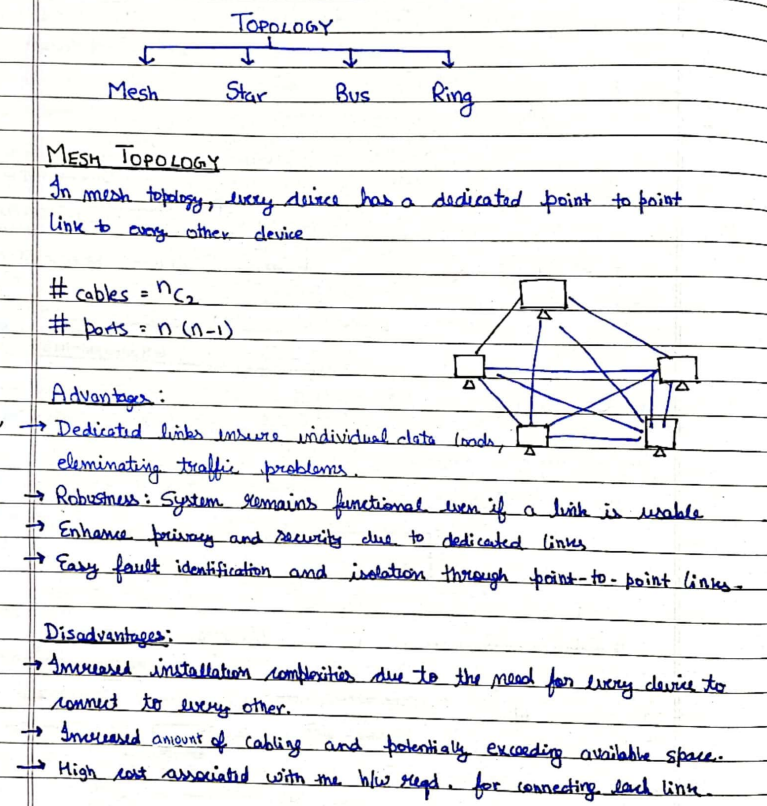 TOPOLOGY
Mesh Star Bus Ring
MESH TOPOLOGY
In mesh topology, every deivce has a dedicated point to point
link to every other device
# cables = ⁿC₂
# ports = n (n-1)
Advantages:
→ Dedicated links ensure individual data loads,
eleminating traffic problems.
→ Robustness: System remains functional even if a link is usable
→ Enhance privacy and security due to dedicated links
→ Easy fault identification and isolation through point-to-point links.
Disadvantages:
→ Increased installation complexities due to the need for every device to
connect to every other.
→ Increased amount of cabling and potentially exceeding available space.
→ High cost associated with the h/w reqd. for connecting each link.